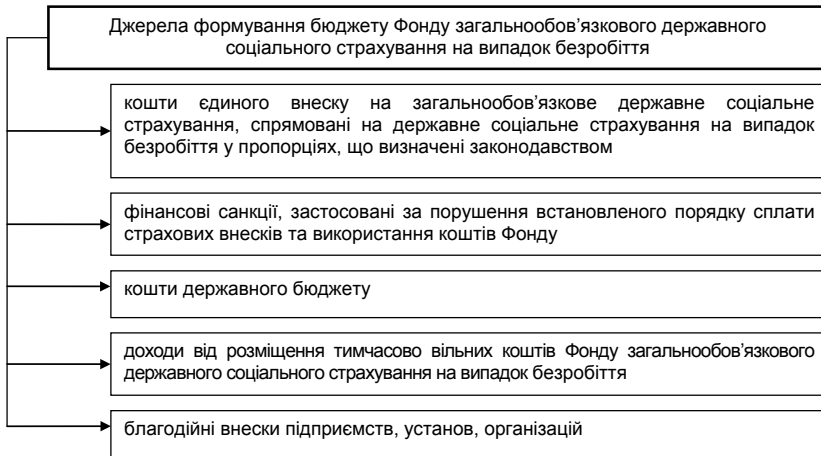 Джерела формування бюджету Фонду загальнообов’язкового державного
соціального страхування на випадок безробіття
кошти єдиного внеску на загальнообов’язкове державне соціальне
страхування, спрямовані на державне соціальне страхування на випадок
безробіття у пропорціях, що визначені законодавством
фінансові санкції, застосовані за порушення встановленого порядку сплати
страхових внесків та використання коштів Фонду
кошти державного бюджету
доходи від розміщення тимчасово вільних коштів Фонду загальнообов’язкового
державного соціального страхування на випадок безробіття
благодійні внески підприємств, установ, організацій